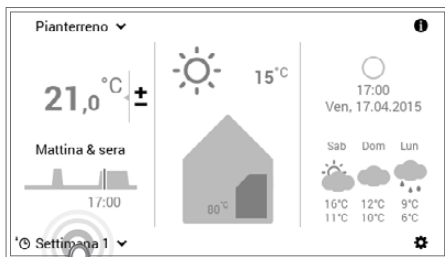 Pianterreno
21,0 °C ±
Mattina & sera
17:00
Settimana 1
15°C
80°C
17:00
Ven, 17.04.2015
Sab Dom Lun
16°C 12°C 9°C
11°C 10°C 6°C